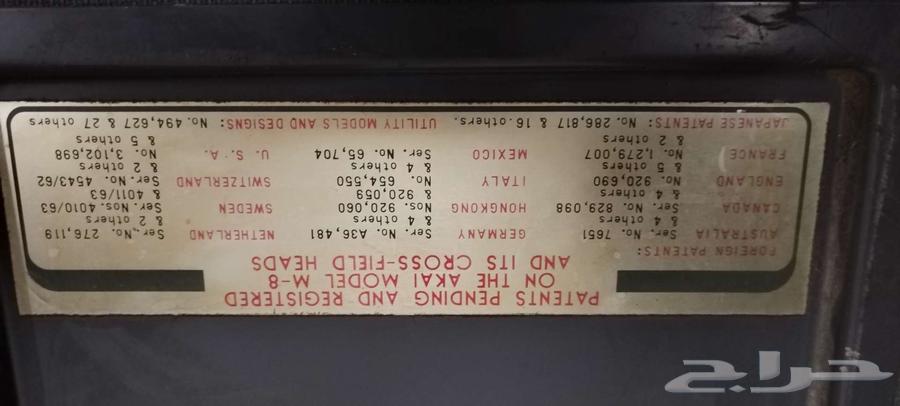 PATENTS PENDING AND REGISTERED
ON THE AKAI MODEL M-8
AND ITS CROSS-FIELD HEADS
FOREIGN PATENTS:
AUSTRALIA Ser. No. 7651 & 4 others GERMANY Ser. No. A36,481 & 4 others NETHERLAND Ser. No. 276,119 & 2 others
CANADA Ser. No. 829,098 & 4 others HONGKONG Nos. 920,060 & 920,059 SWEDEN Ser. Nos. 4010/63 & 4011/63
ENGLAND No. 920,690 & 5 others ITALY No. 654,550 & 4 others SWITZERLAND Ser. No. 4543/62 & 2 others
FRANCE No. 1,279,007 & 2 others MEXICO Ser. No. 65,704 U. S. A. No. 3,102,698 & 5 others
JAPANESE PATENTS: No. 286,817 & 16 others. UTILITY MODELS AND DESIGNS: No. 494,627 & 27 others
حراج